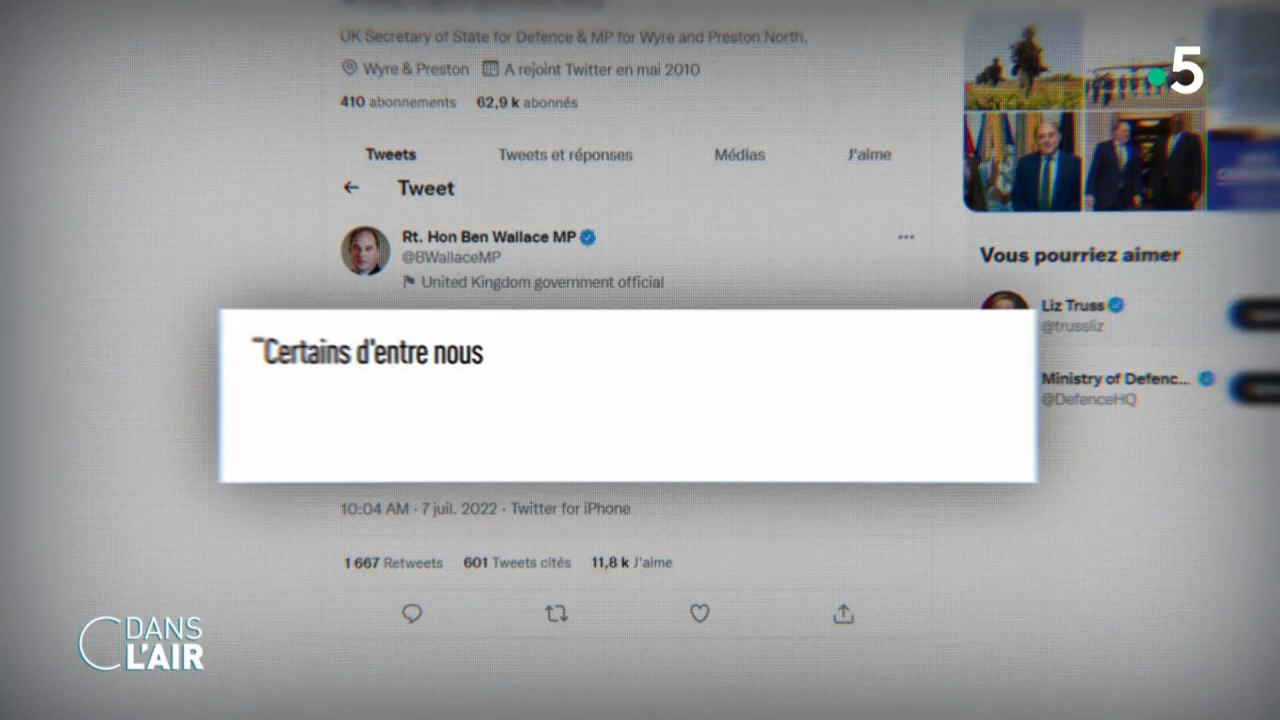 UK Secretary of State for Defence & MP for Wyre and Preston North.
Wyre & Preston A rejoint Twitter en mai 2010
410 abonnements 62,9 k abonnés
Tweets Tweets et réponses Médias J'aime
Tweet
Rt. Hon Ben Wallace MP
@BWallaceMP
United Kingdom government official
"Certains d'entre nous
10:04 AM · 7 juil. 2022 · Twitter for iPhone
1 667 Retweets 601 Tweets cités 11,8 k J'aime
5
Vous pourriez aimer
Liz Truss
@trussliz
Ministry of Defenc...
@DefenceHQ
C DANS
L'AIR